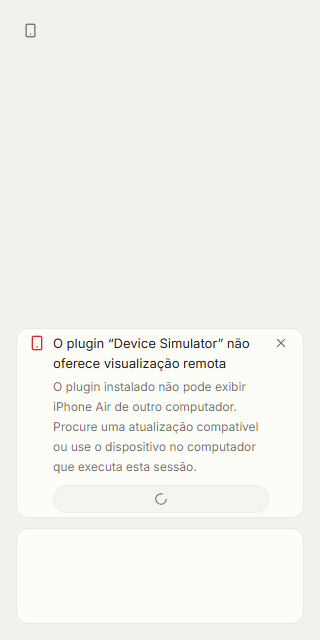 O plugin “Device Simulator” não
oferece visualização remota
O plugin instalado não pode exibir
iPhone Air de outro computador.
Procure uma atualização compatível
ou use o dispositivo no computador
que executa esta sessão.